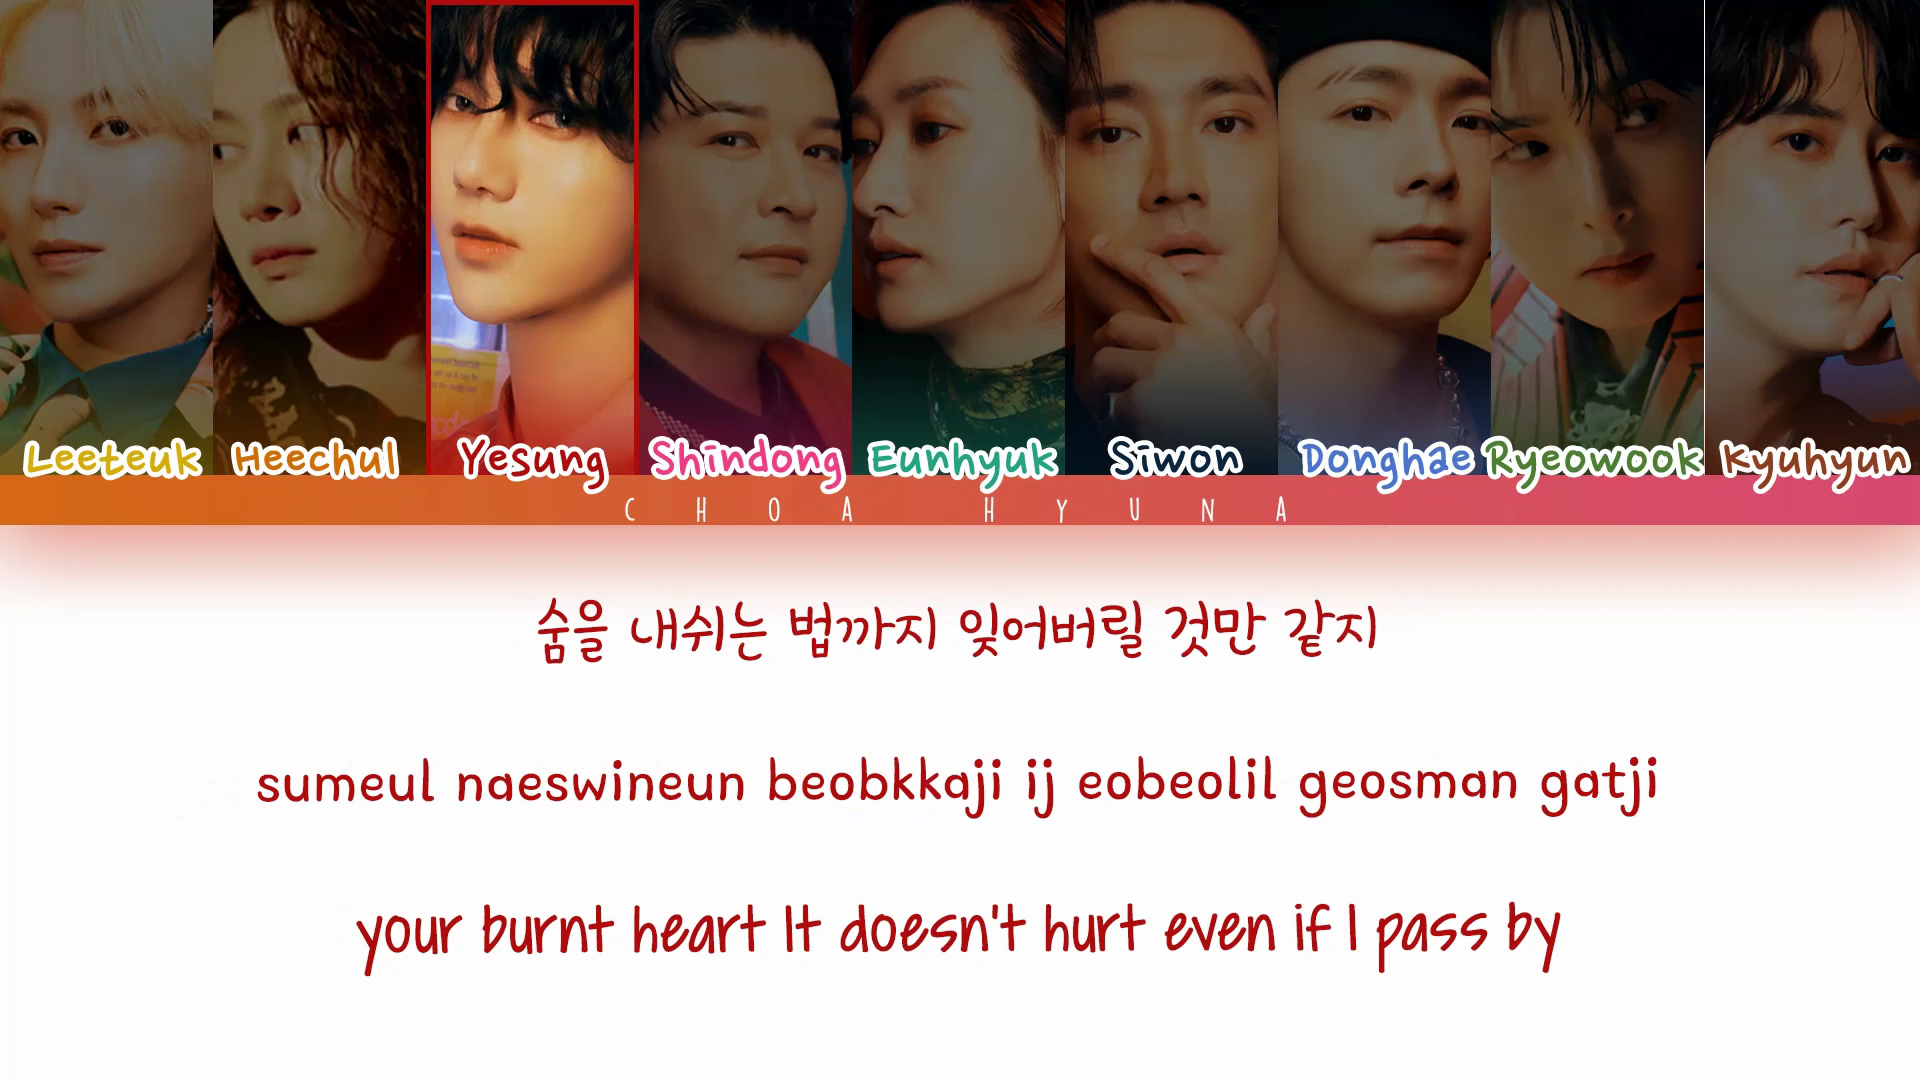 Leeteuk Heechul Yesung Shindong Eunhyuk Siwon Donghae Ryeowook Kyuhyun
CHOA HYUNA
숨을 내쉬는 법까지 잊어버릴 것만 같지
sumeul naeswineun beobkkaji ij eobeolil geosman gatji
your burnt heart It doesn't hurt even if I pass by